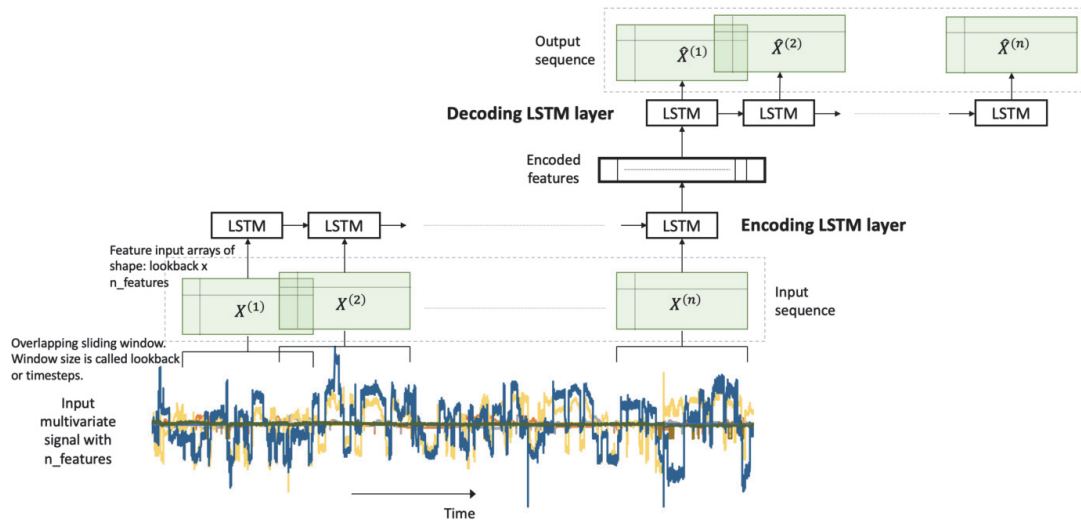 Output
sequence
X̂⁽¹⁾
X̂⁽²⁾
X̂⁽ⁿ⁾
Decoding LSTM layer
LSTM
LSTM
LSTM
Encoded
features
LSTM
LSTM
LSTM
Encoding LSTM layer
Feature input arrays of
shape: lookback x
n_features
X⁽¹⁾
X⁽²⁾
X⁽ⁿ⁾
Input
sequence
Overlapping sliding window.
Window size is called lookback
or timesteps.
Input
multivariate
signal with
n_features
Time